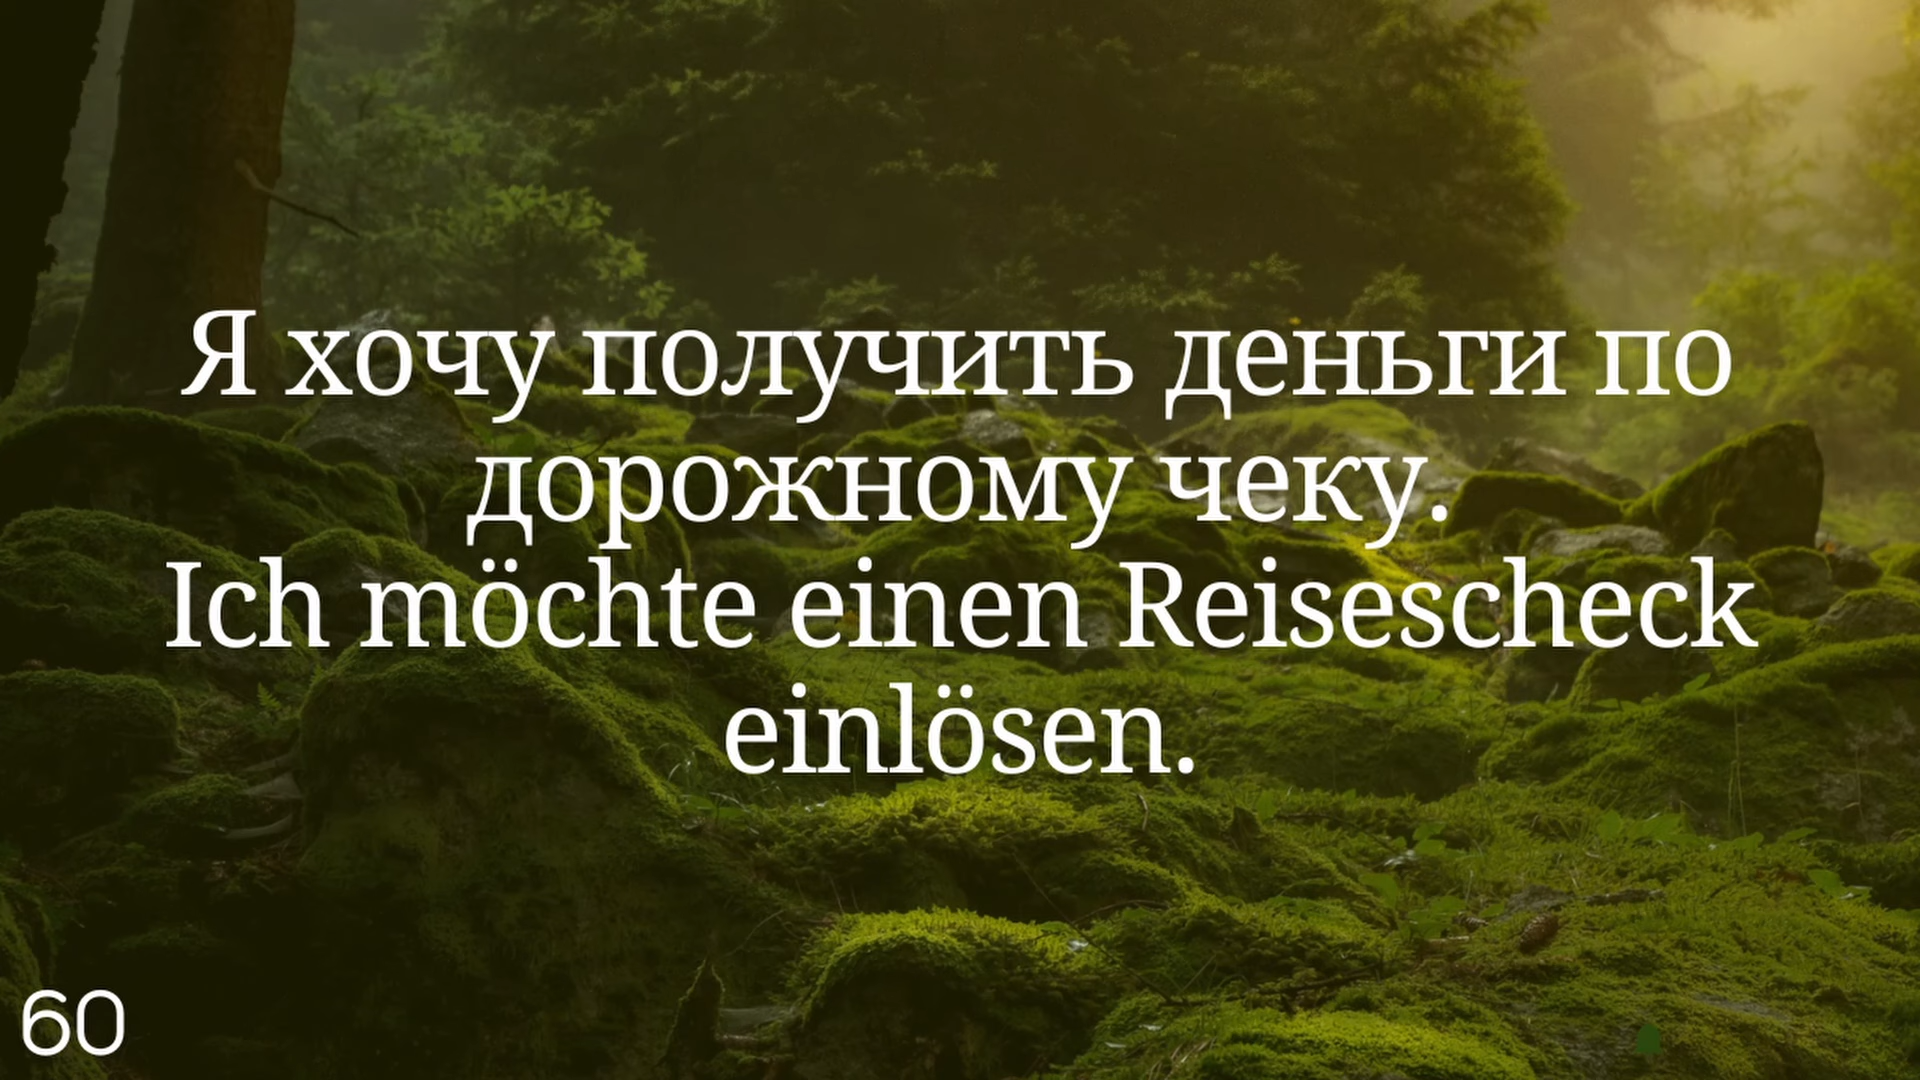 Я хочу получить деньги по
дорожному чеку.
Ich möchte einen Reisescheck
einlösen.
60